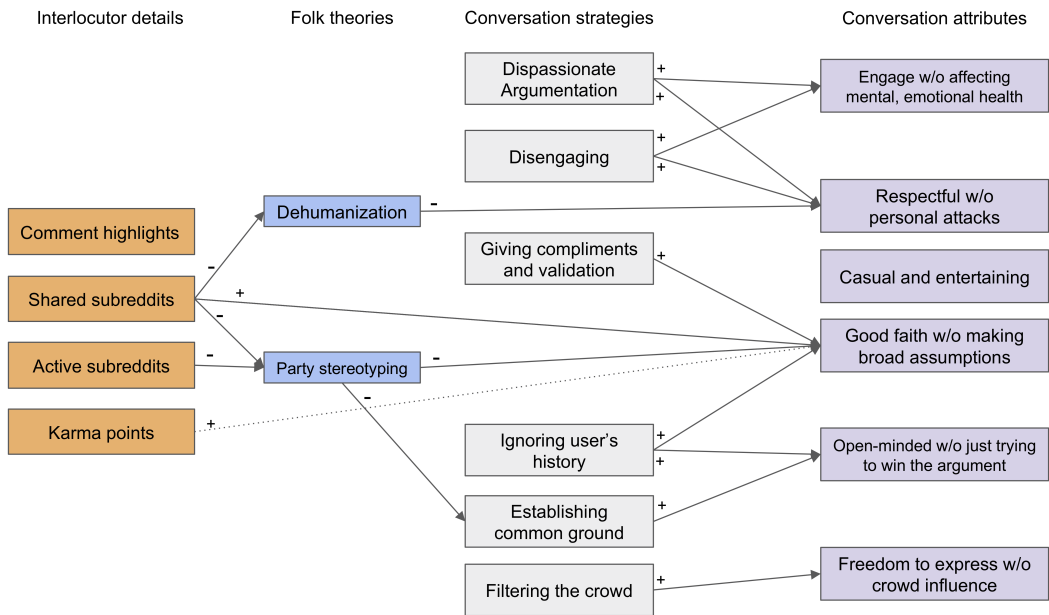 Interlocutor details
Folk theories
Conversation strategies
Conversation attributes
Comment highlights
Shared subreddits
-
+
-
Active subreddits
-
Karma points
+
Dehumanization
-
Party stereotyping
-
-
Dispassionate
Argumentation
+
+
Disengaging
+
+
Giving compliments
and validation
+
Ignoring user's
history
+
+
Establishing
common ground
+
Filtering the crowd
+
Engage w/o affecting
mental, emotional health
Respectful w/o
personal attacks
Casual and entertaining
Good faith w/o making
broad assumptions
Open-minded w/o just trying
to win the argument
Freedom to express w/o
crowd influence